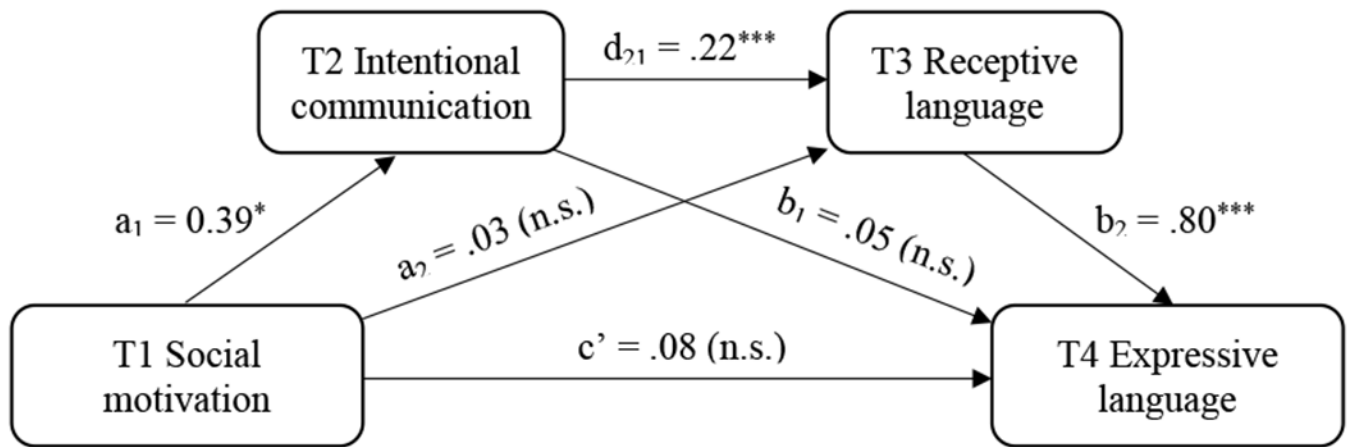 T2 Intentional
communication
d₂₁ = .22***
T3 Receptive
language
a₁ = 0.39*
a₂ = .03 (n.s.)
b₁ = .05 (n.s.)
b₂ = .80***
T1 Social
motivation
c’ = .08 (n.s.)
T4 Expressive
language